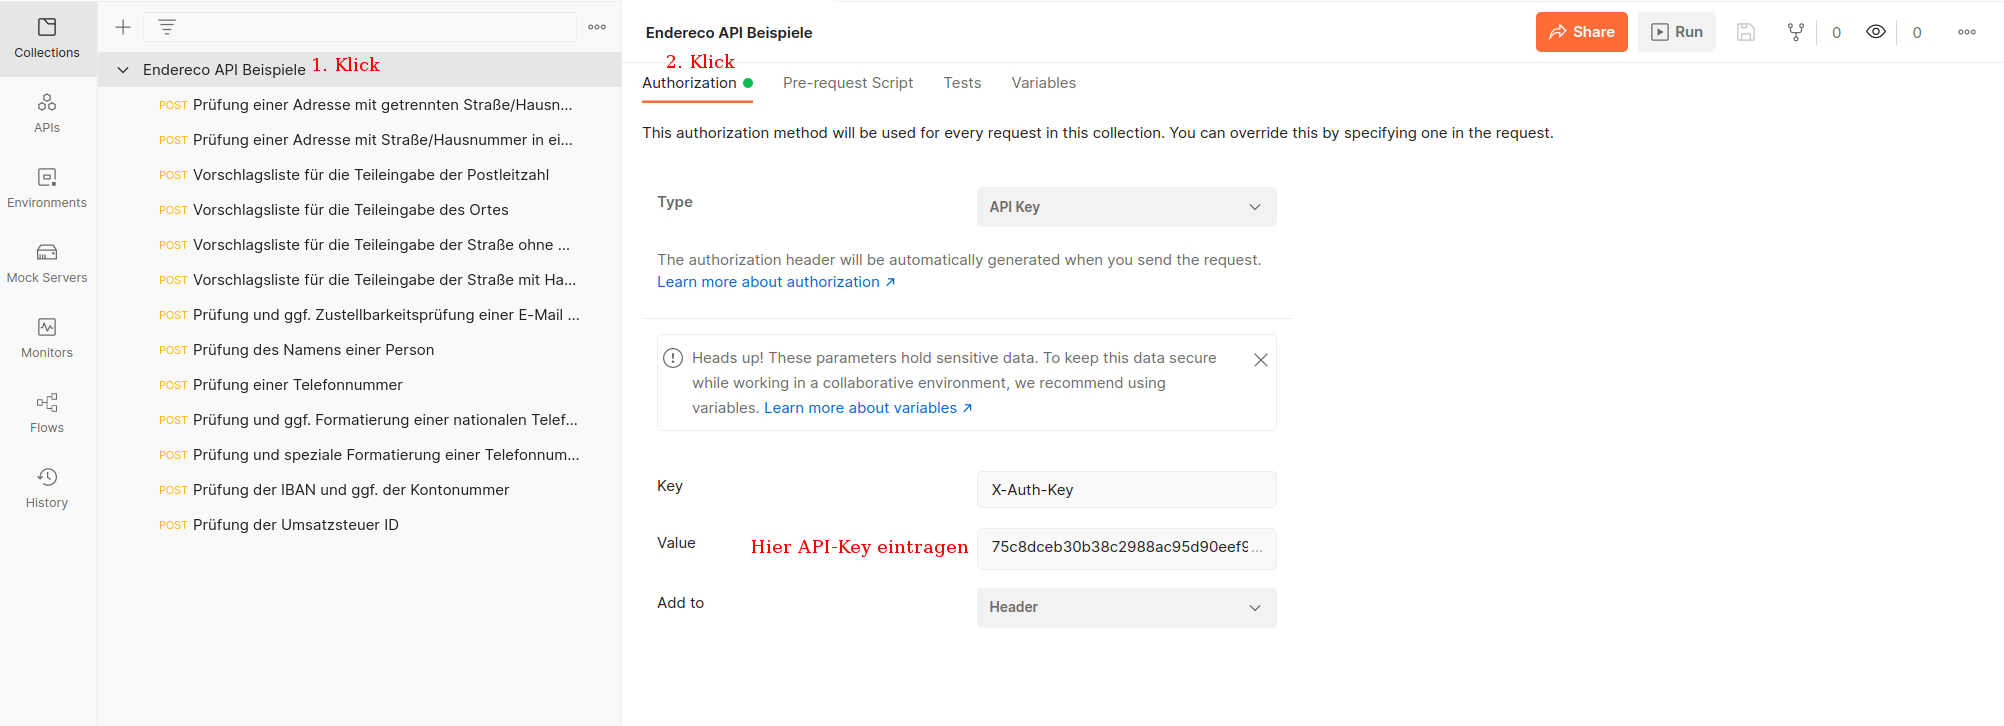 Collections
APIs
Environments
Mock Servers
Monitors
Flows
History
Endereco API Beispiele 1. Klick
POST Prüfung einer Adresse mit getrennten Straße/Hausn...
POST Prüfung einer Adresse mit Straße/Hausnummer in ei...
POST Vorschlagsliste für die Teileingabe der Postleitzahl
POST Vorschlagsliste für die Teileingabe des Ortes
POST Vorschlagsliste für die Teileingabe der Straße ohne ...
POST Vorschlagsliste für die Teileingabe der Straße mit Ha...
POST Prüfung und ggf. Zustellbarkeitsprüfung einer E-Mail ...
POST Prüfung des Namens einer Person
POST Prüfung einer Telefonnummer
POST Prüfung und ggf. Formatierung einer nationalen Telef...
POST Prüfung und speziale Formatierung einer Telefonnum...
POST Prüfung der IBAN und ggf. der Kontonummer
POST Prüfung der Umsatzsteuer ID
Endereco API Beispiele
Share
Run
0
0
2. Klick
Authorization Pre-request Script Tests Variables
This authorization method will be used for every request in this collection. You can override this by specifying one in the request.
Type API Key
The authorization header will be automatically generated when you send the request.
Learn more about authorization ↗
Heads up! These parameters hold sensitive data. To keep this data secure
while working in a collaborative environment, we recommend using
variables. Learn more about variables ↗
Key X-Auth-Key
Value Hier API-Key eintragen 75c8dceb30b38c2988ac95d90eef9...
Add to Header